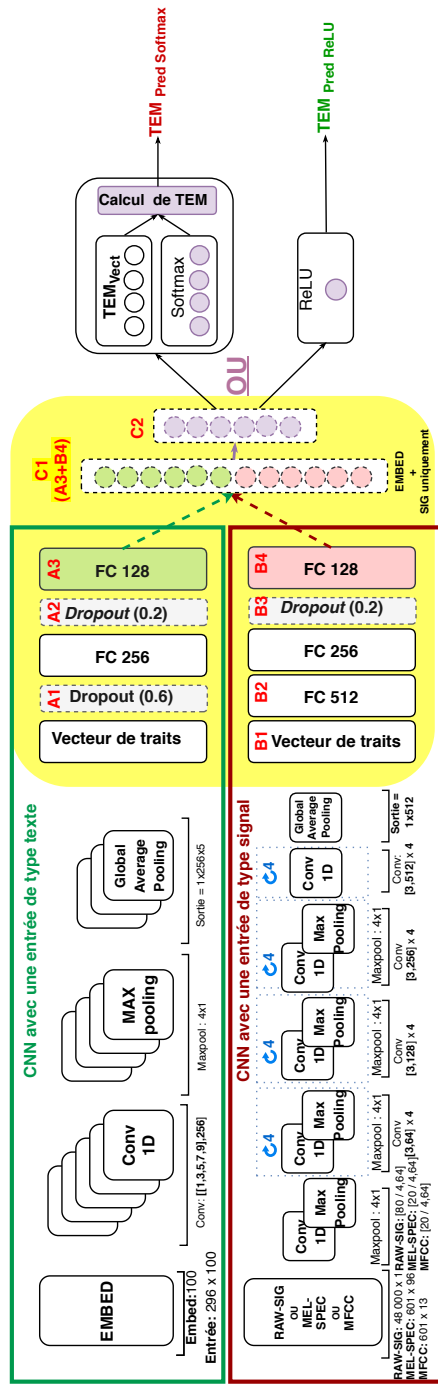 CNN avec une entrée de type texte
EMBED
Embed:100
Entrée: 296 x 100
Conv 1D
Conv: [[1,3,5,7,9],256]
MAX pooling
Maxpool : 4x1
Global Average Pooling
Sortie = 1x256x5
Vecteur de traits
A1
Dropout (0.6)
FC 256
A2
Dropout (0.2)
A3
FC 128
CNN avec une entrée de type signal
RAW-SIG OU MEL-SPEC OU MFCC
RAW-SIG: 48 000 x 1
MEL-SPEC: 601 x 96
MFCC: 601 x 13
Conv 1D
Max Pooling
Maxpool : 4x1
RAW-SIG: [80 / 4,64]
MEL-SPEC: [20 / 4,64]
MFCC: [20 / 4,64]
4
Conv 1D
Max Pooling
Maxpool : 4x1
Conv
[3,64] x 4
4
Conv 1D
Max Pooling
Maxpool : 4x1
Conv
[3,128] x 4
4
Conv 1D
Max Pooling
Maxpool : 4x1
Conv
[3,256] x 4
4
Conv 1D
Conv:
[3,512] x 4
Global Average Pooling
Sortie =
1 x512
B1
Vecteur de traits
B2
FC 512
FC 256
B3
Dropout (0.2)
B4
FC 128
C1
(A3+B4)
EMBED
+
SIG uniquement
C2
OU
TEMVect
Softmax
Calcul de TEM
TEM Pred Softmax
ReLU
TEM Pred ReLU